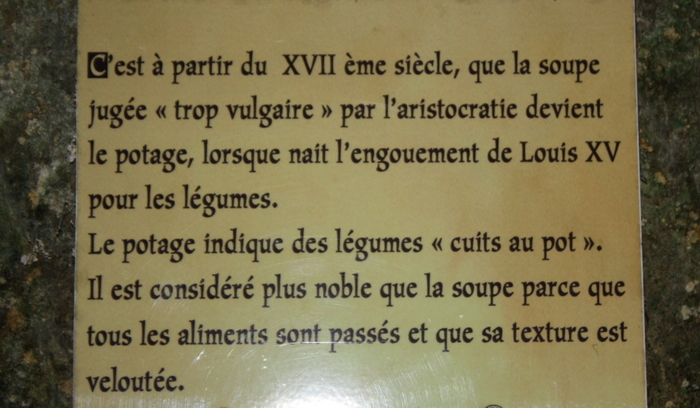 C'est à partir du XVII ème siècle, que la soupe
jugée « trop vulgaire » par l'aristocratie devient
le potage, lorsque nait l'engouement de Louis XV
pour les légumes.
Le potage indique des légumes « cuits au pot ».
Il est considéré plus noble que la soupe parce que
tous les aliments sont passés et que sa texture est
veloutée.